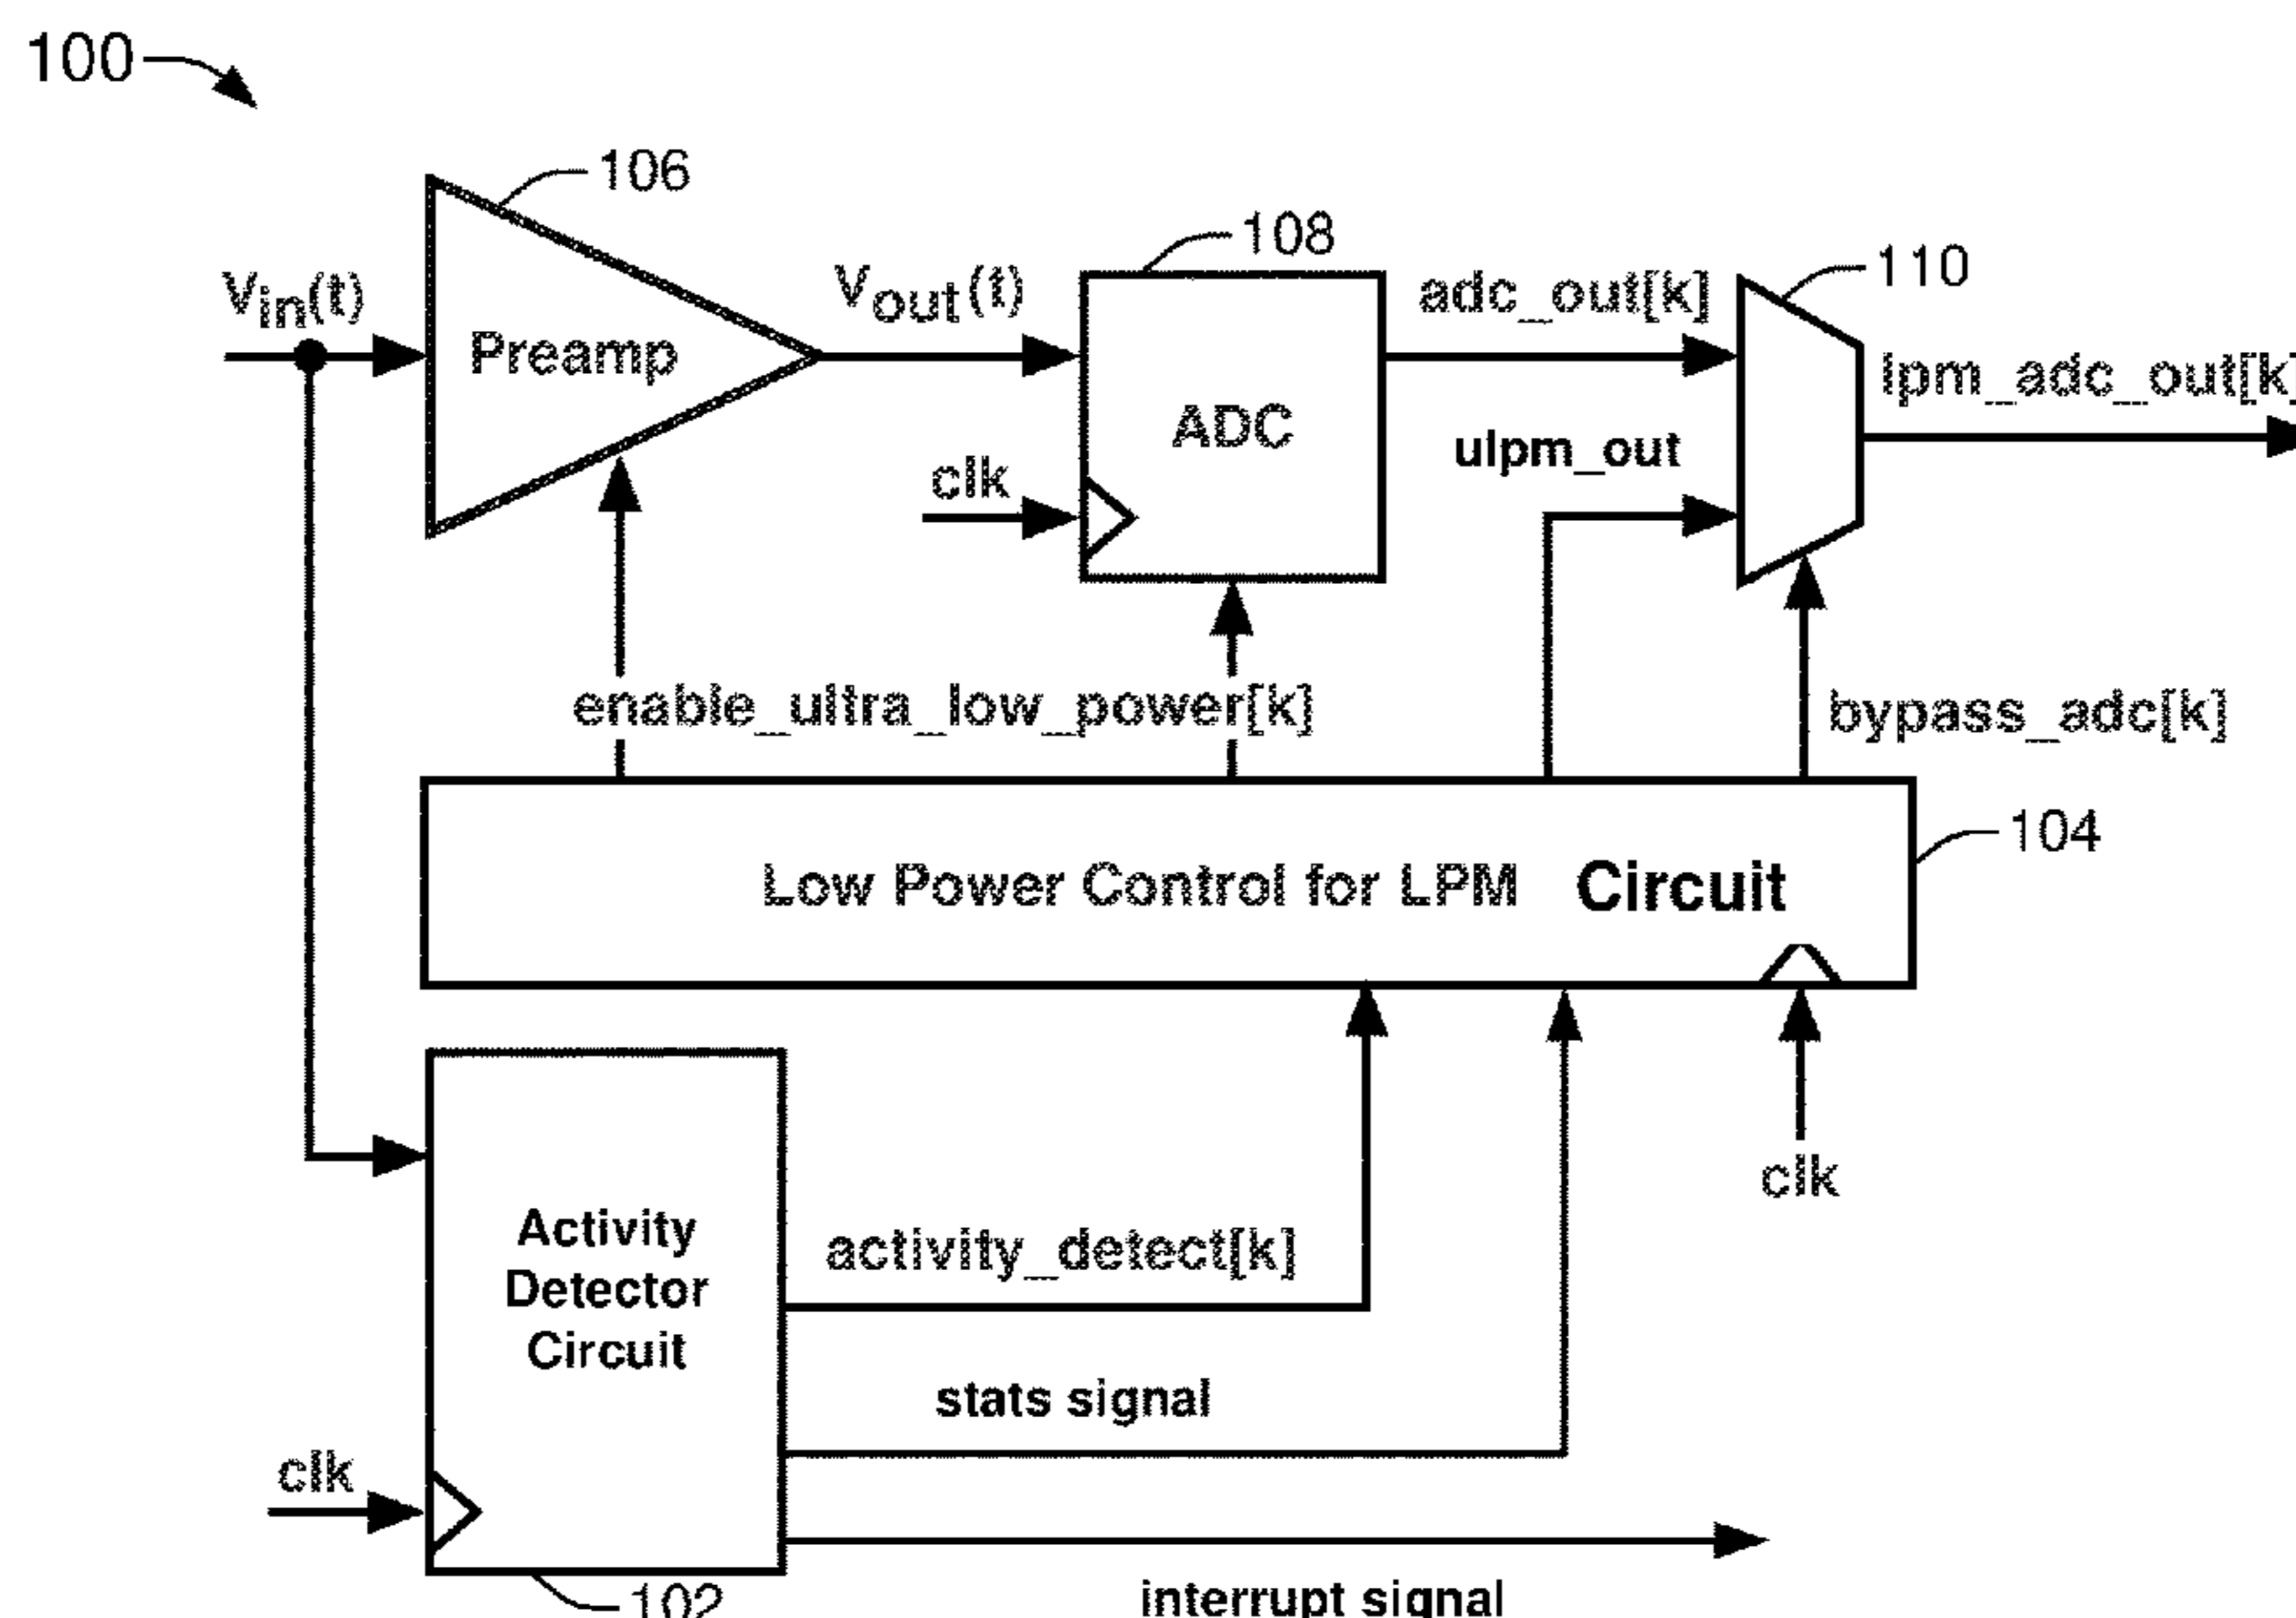 100
106
108
110
Vin(t)
Vout(t)
adc_out[k]
Preamp
lpm_adc_out[k]
ADC
ulpm_out
clk
enable_ultra_low_power[k]
bypass_adc[k]
104
Low Power Control for LPM Circuit
clk
Activity
Detector
Circuit
activity_detect[k]
stats signal
clk
102
interrupt signal